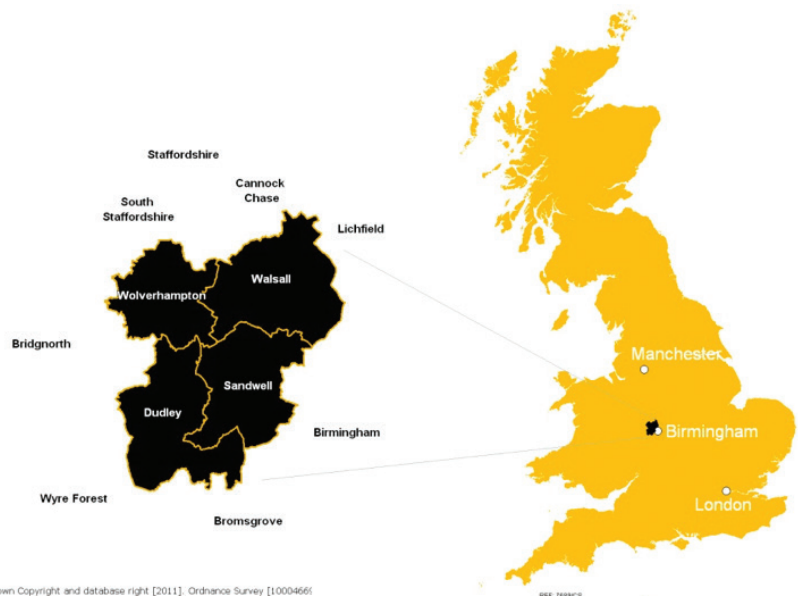 Staffordshire
Cannock
Chase
South
Staffordshire
Lichfield
Walsall
Wolverhampton
Bridgnorth
Manchester
Sandwell
Dudley
Birmingham
Birmingham
Wyre Forest
London
Bromsgrove
Copyright and database right [2011]. Ordnance Survey